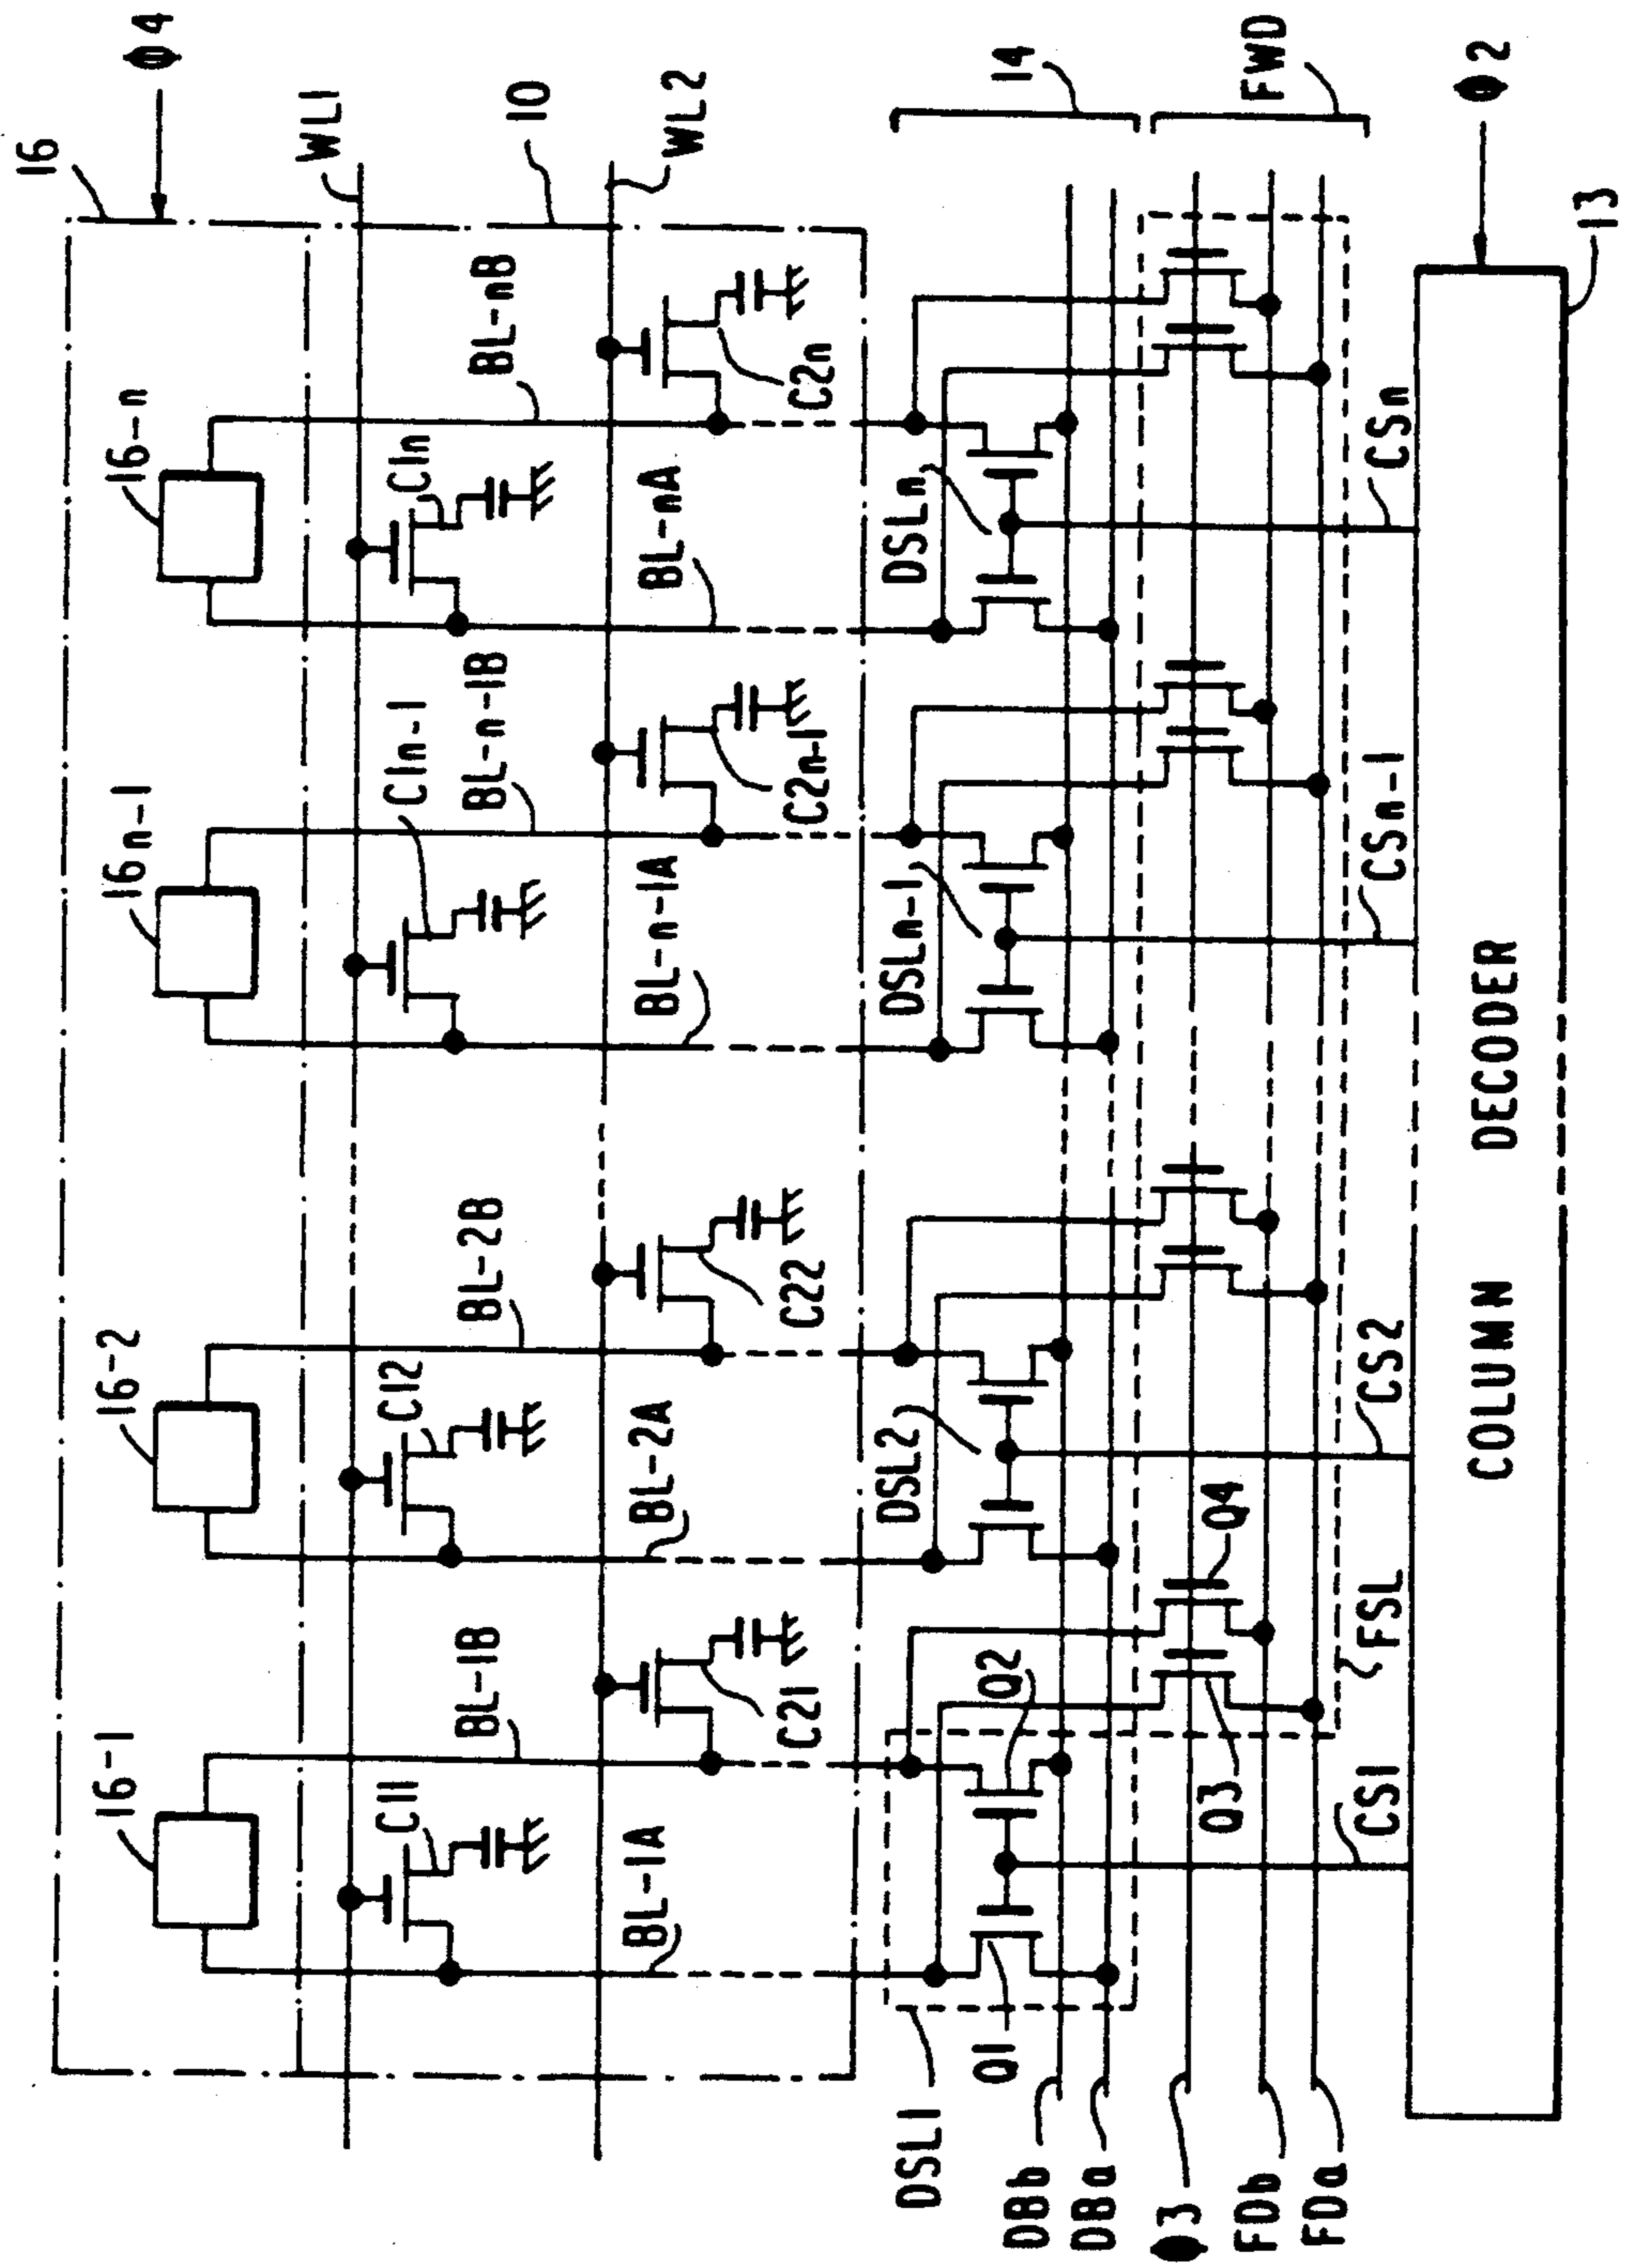 16
Φ4
16-1
16-2
16n-1
16-n
WL1
C11
C12
C1n-1
C1n
10
BL-1B
BL-2B
BL-n-1B
BL-nB
BL-1A
BL-2A
BL-n-1A
BL-nA
WL2
C21
C22
C2n-1
C2n
DSL1
DSL2
DSLn-1
DSLn
14
Q1
Q2
DBb
DBa
Φ3
Q3
Q4
FWD
FDb
FDa
FSL
CS1
CS2
CSn-1
CSn
Φ2
COLUMN DECODER
13